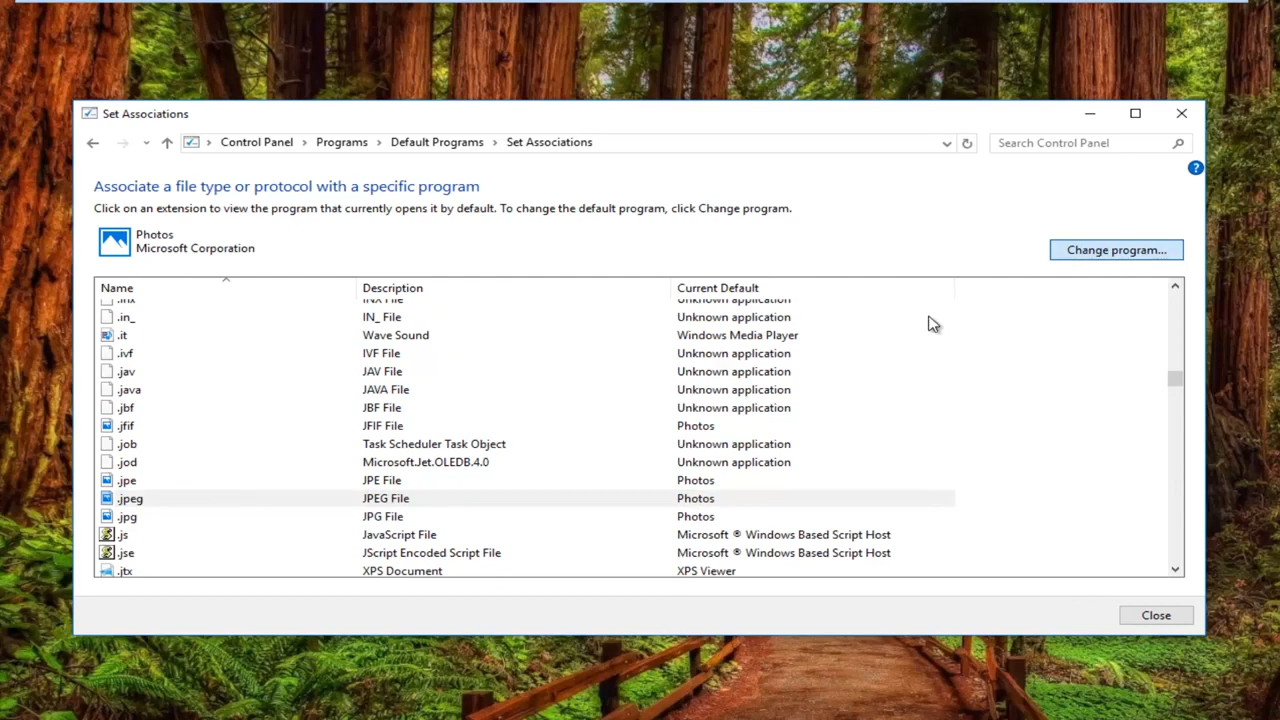 Set Associations
Control Panel > Programs > Default Programs > Set Associations
Search Control Panel
?
Associate a file type or protocol with a specific program
Click on an extension to view the program that currently opens it by default. To change the default program, click Change program.
Photos
Microsoft Corporation
Change program...
Name Description Current Default
.inx INX File Unknown application
.in_ IN_ File Unknown application
.it Wave Sound Windows Media Player
.ivf IVF File Unknown application
.jav JAV File Unknown application
.java JAVA File Unknown application
.jbf JBF File Unknown application
.jfif JFIF File Photos
.job Task Scheduler Task Object Unknown application
.jod Microsoft.Jet.OLEDB.4.0 Unknown application
.jpe JPE File Photos
.jpeg JPEG File Photos
.jpg JPG File Photos
.js JavaScript File Microsoft ® Windows Based Script Host
.jse JScript Encoded Script File Microsoft ® Windows Based Script Host
.jtx XPS Document XPS Viewer
Close